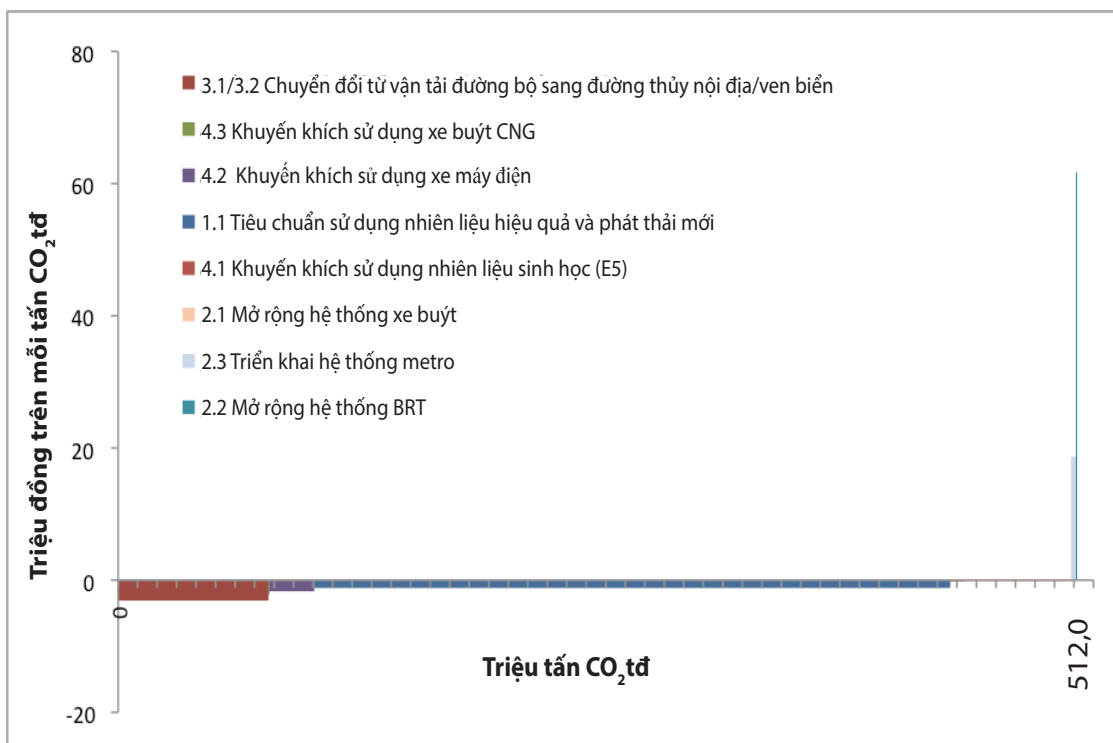 80
60
40
20
0
-20
Triệu đồng trên mỗi tấn CO₂tđ
3.1/3.2 Chuyển đổi từ vận tải đường bộ sang đường thủy nội địa/ven biển
4.3 Khuyến khích sử dụng xe buýt CNG
4.2 Khuyến khích sử dụng xe máy điện
1.1 Tiêu chuẩn sử dụng nhiên liệu hiệu quả và phát thải mới
4.1 Khuyến khích sử dụng nhiên liệu sinh học (E5)
2.1 Mở rộng hệ thống xe buýt
2.3 Triển khai hệ thống metro
2.2 Mở rộng hệ thống BRT
0
512,0
Triệu tấn CO₂tđ